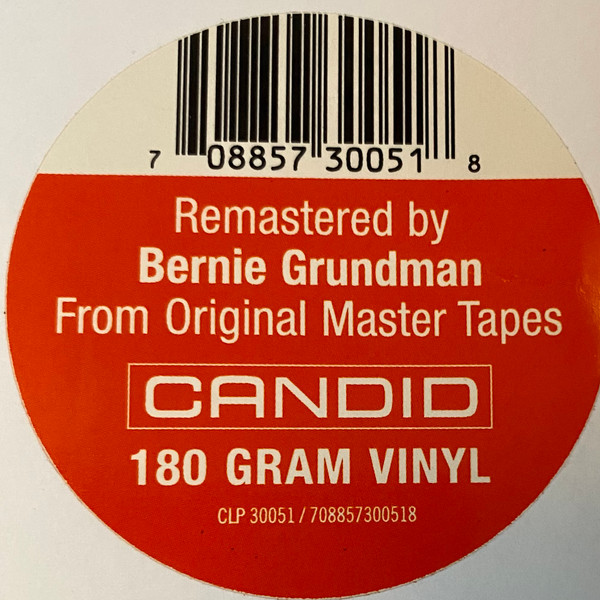 7 08857 30051 8
Remastered by
Bernie Grundman
From Original Master Tapes
CANDID
180 GRAM VINYL
CLP 30051 / 708857300518